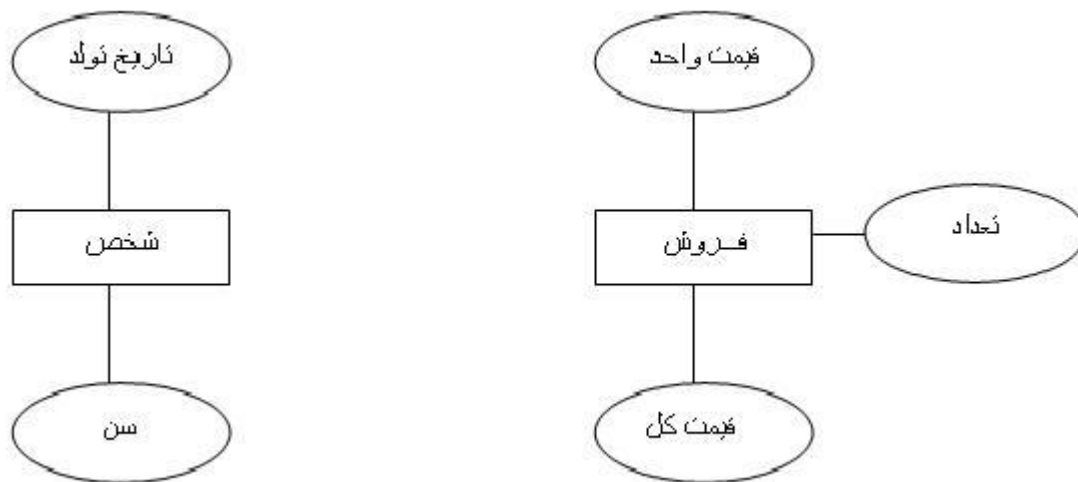 تاریخ تولد
قیمت واحد
شخص
فروش
تعداد
سن
قیمت کل